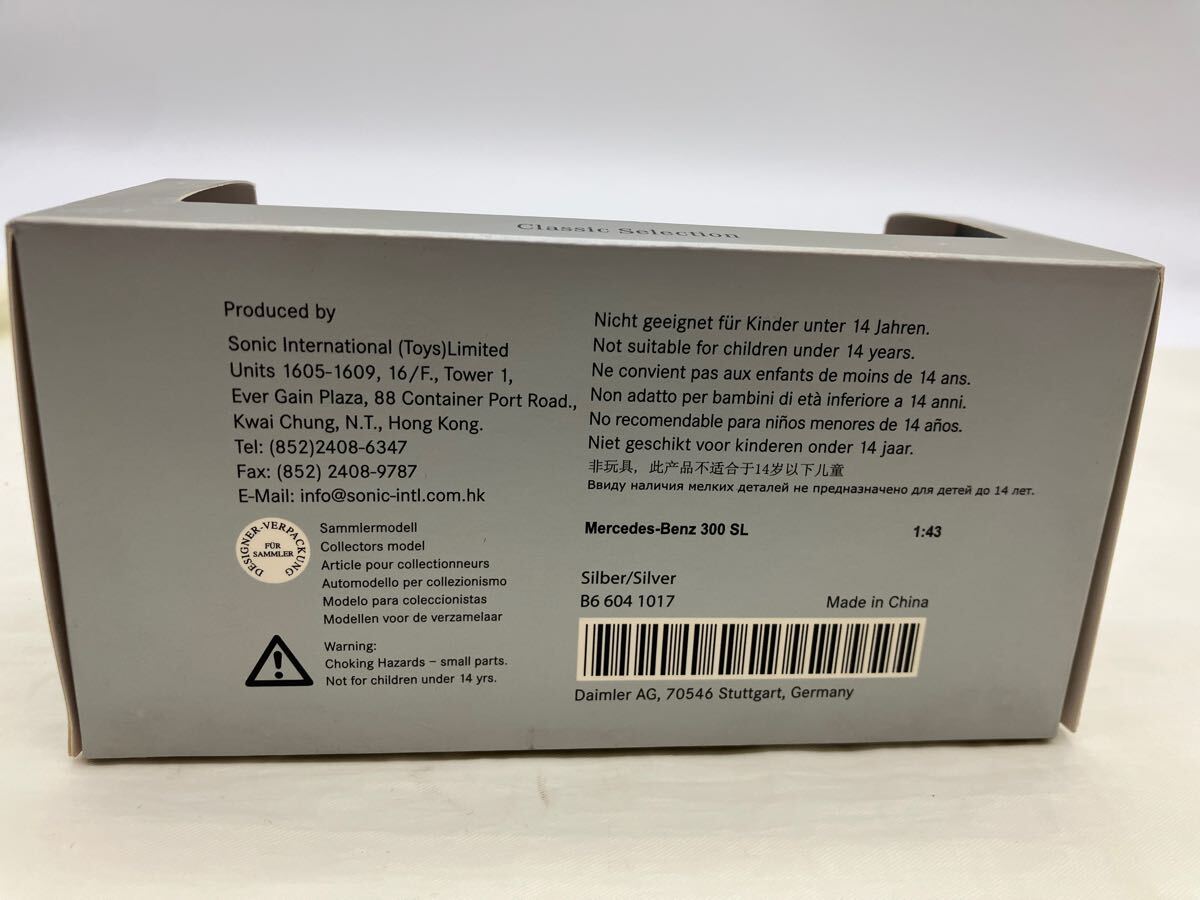 Classic Selection
Produced by
Sonic International (Toys)Limited
Units 1605-1609, 16/F., Tower 1,
Ever Gain Plaza, 88 Container Port Road.,
Kwai Chung, N.T., Hong Kong.
Tel: (852)2408-6347
Fax: (852) 2408-9787
E-Mail: info@sonic-intl.com.hk
DESIGNER-VERPACKUNG
FÜR
SAMMLER
Sammlermodell
Collectors model
Article pour collectionneurs
Automodello per collezionismo
Modelo para coleccionistas
Modellen voor de verzamelaar
Warning:
Choking Hazards – small parts.
Not for children under 14 yrs.
Nicht geeignet für Kinder unter 14 Jahren.
Not suitable for children under 14 years.
Ne convient pas aux enfants de moins de 14 ans.
Non adatto per bambini di età inferiore a 14 anni.
No recomendable para niños menores de 14 años.
Niet geschikt voor kinderen onder 14 jaar.
非玩具，此产品不适合于14岁以下儿童
Ввиду наличия мелких деталей не предназначено для детей до 14 лет.
Mercedes-Benz 300 SL 1:43
Silber/Silver
B6 604 1017 Made in China
Daimler AG, 70546 Stuttgart, Germany